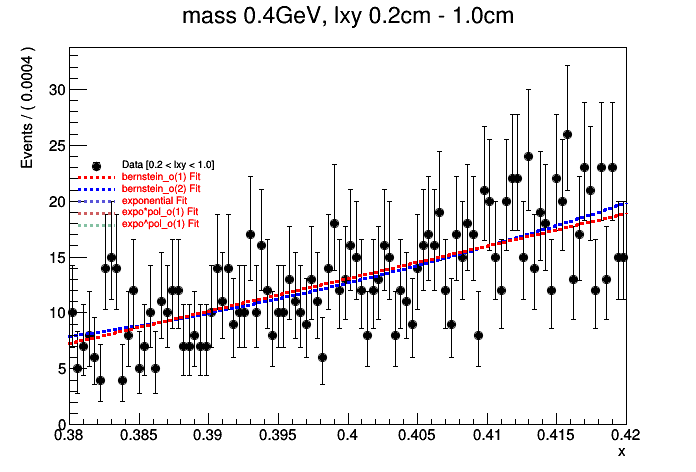 mass 0.4GeV, lxy 0.2cm - 1.0cm
Events / ( 0.0004 )
30
25
20
15
10
5
0
Data [0.2 < lxy < 1.0]
bernstein_o(1) Fit
bernstein_o(2) Fit
exponential Fit
expo*pol_o(1) Fit
expo^pol_o(1) Fit
0.38 0.385 0.39 0.395 0.4 0.405 0.41 0.415 0.42
x